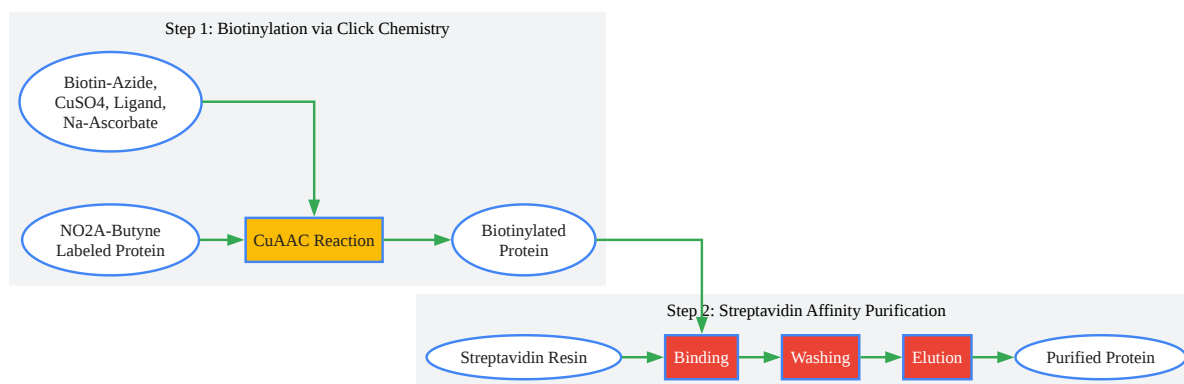 Step 1: Biotinylation via Click Chemistry
Biotin-Azide,
CuSO4, Ligand,
Na-Ascorbate
NO2A-Butyne
Labeled Protein
CuAAC Reaction
Biotinylated
Protein
Step 2: Streptavidin Affinity Purification
Streptavidin Resin
Binding
Washing
Elution
Purified Protein